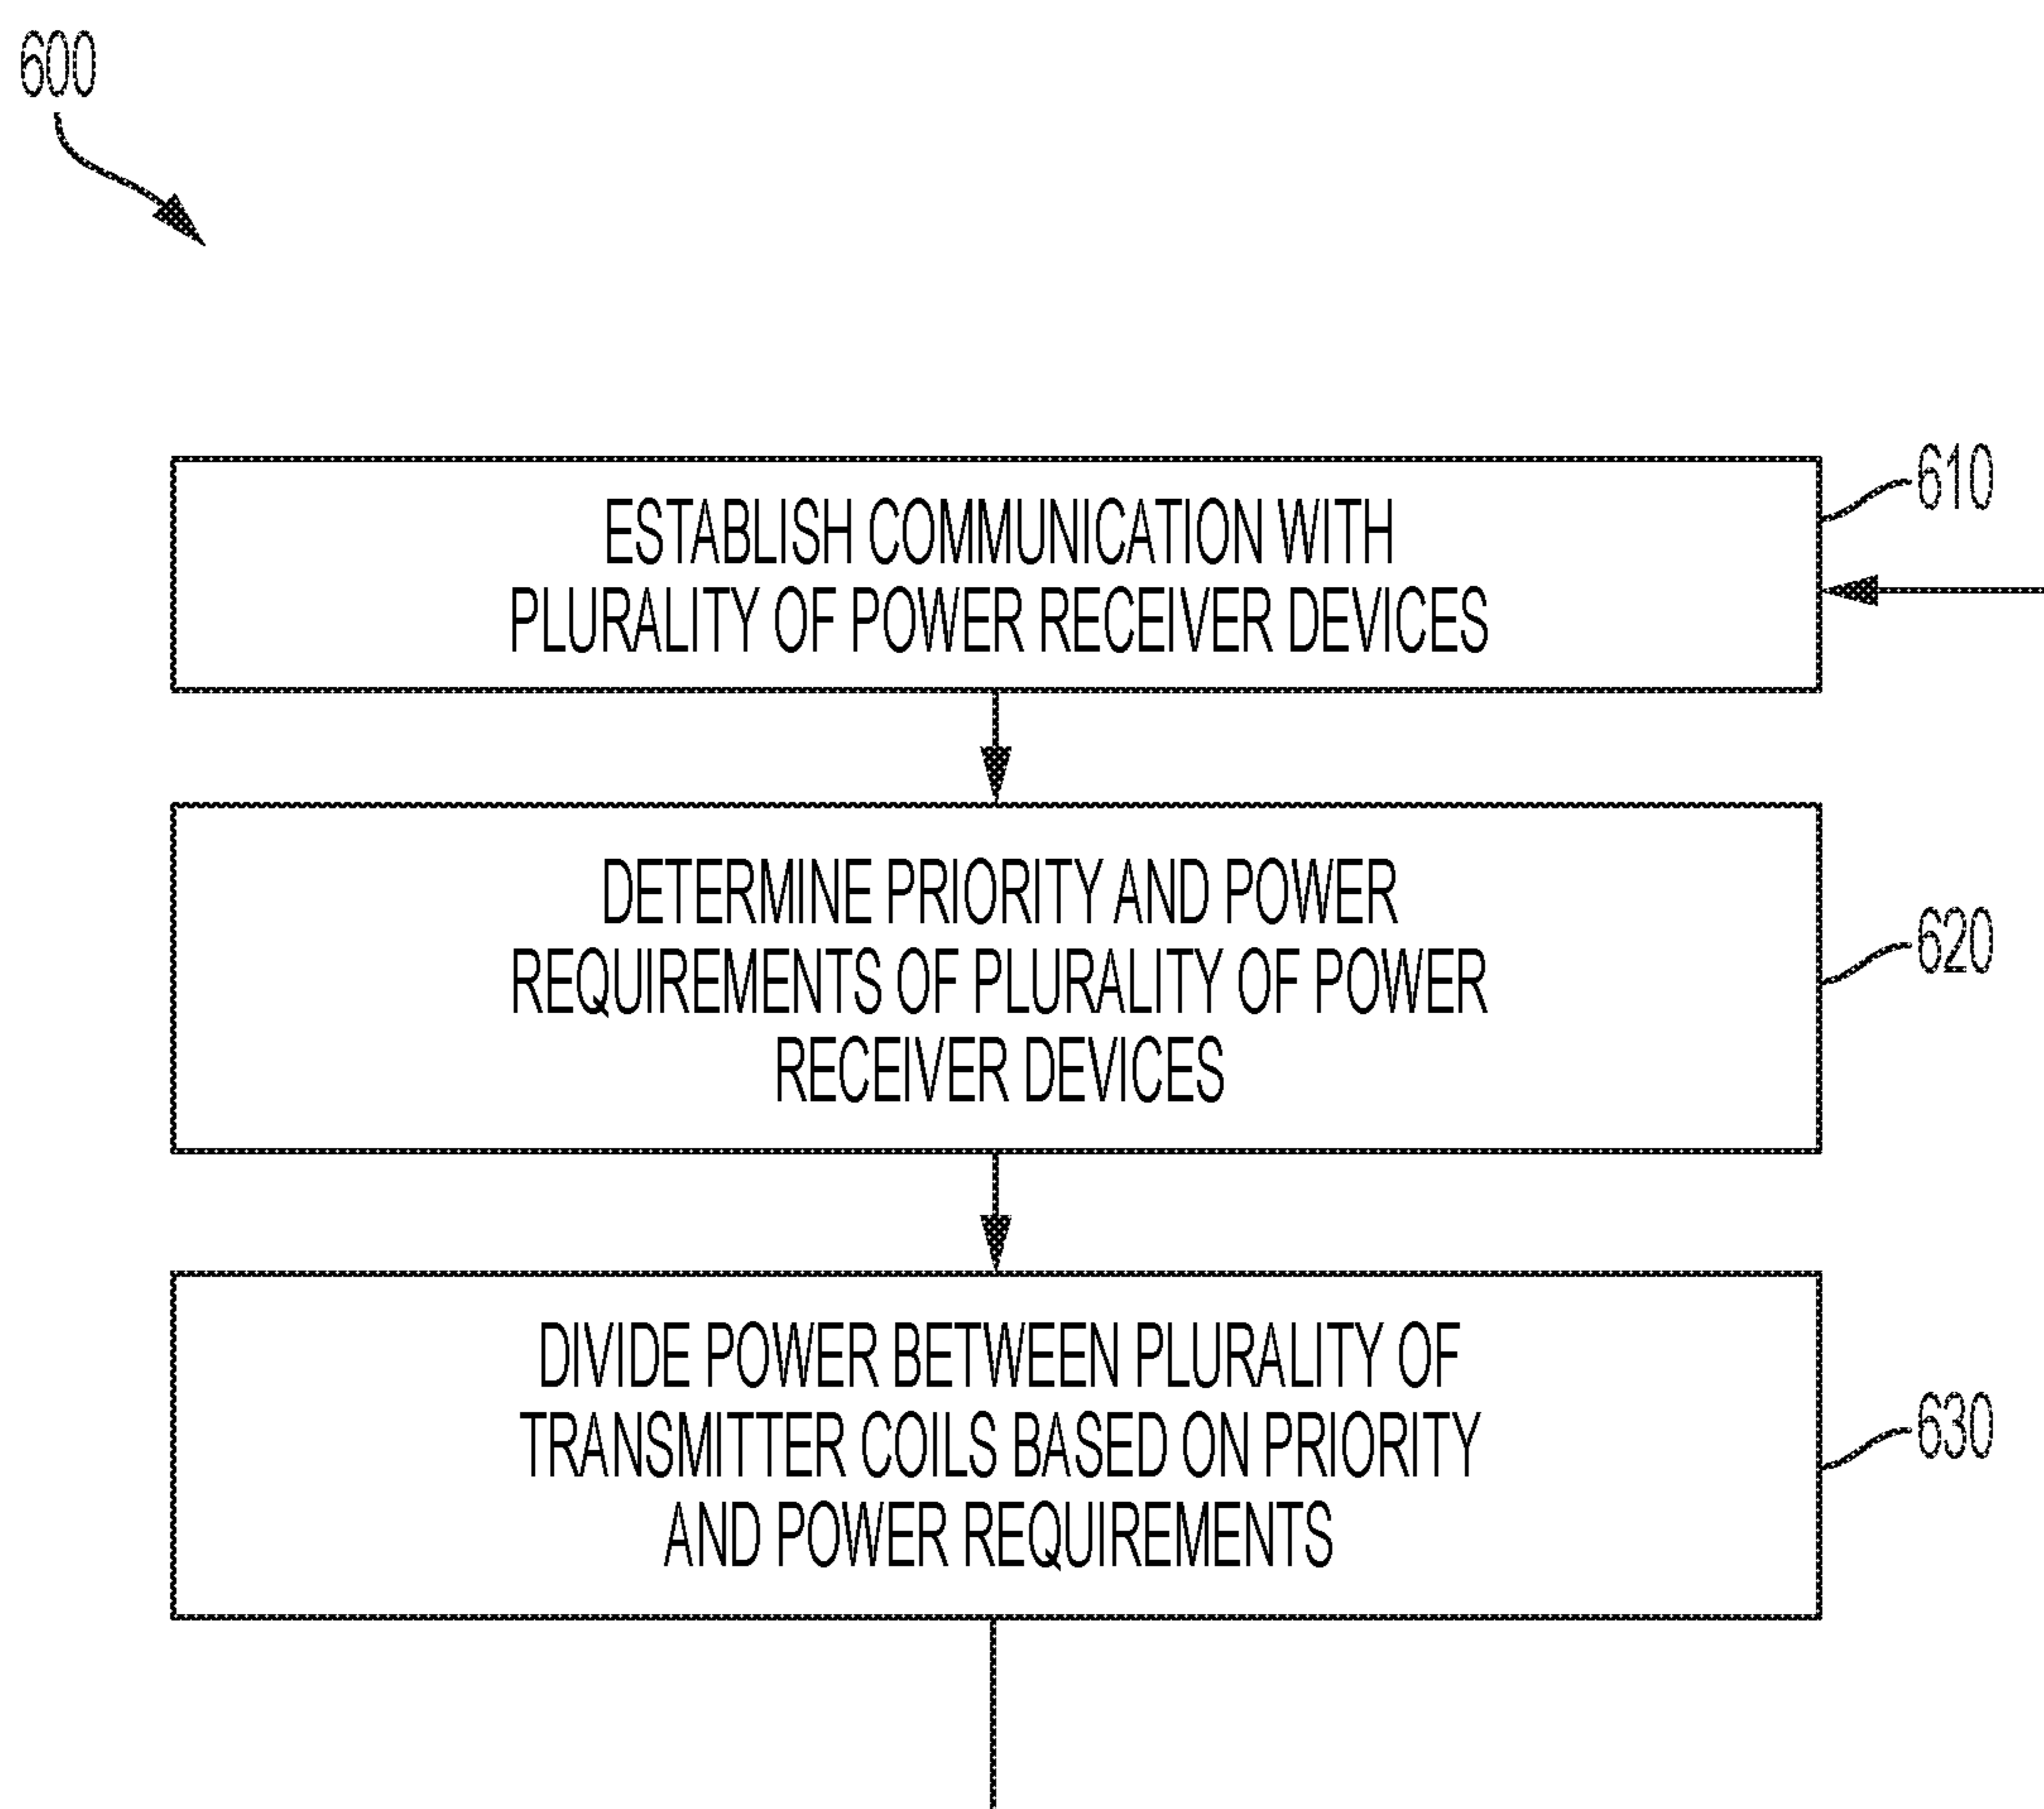 600
610
ESTABLISH COMMUNICATION WITH
PLURALITY OF POWER RECEIVER DEVICES
DETERMINE PRIORITY AND POWER
REQUIREMENTS OF PLURALITY OF POWER
RECEIVER DEVICES
620
DIVIDE POWER BETWEEN PLURALITY OF
TRANSMITTER COILS BASED ON PRIORITY
AND POWER REQUIREMENTS
630